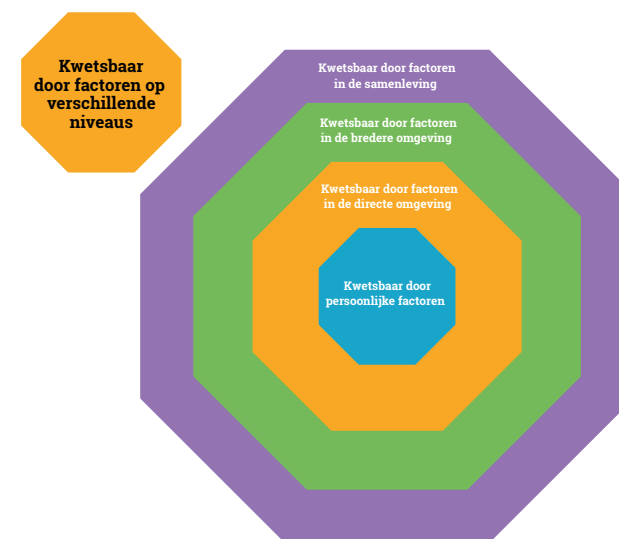 Kwetsbaar
door factoren op
verschillende
niveaus
Kwetsbaar door factoren
in de samenleving
Kwetsbaar door factoren
in de bredere omgeving
Kwetsbaar door factoren
in de directe omgeving
Kwetsbaar door
persoonlijke factoren